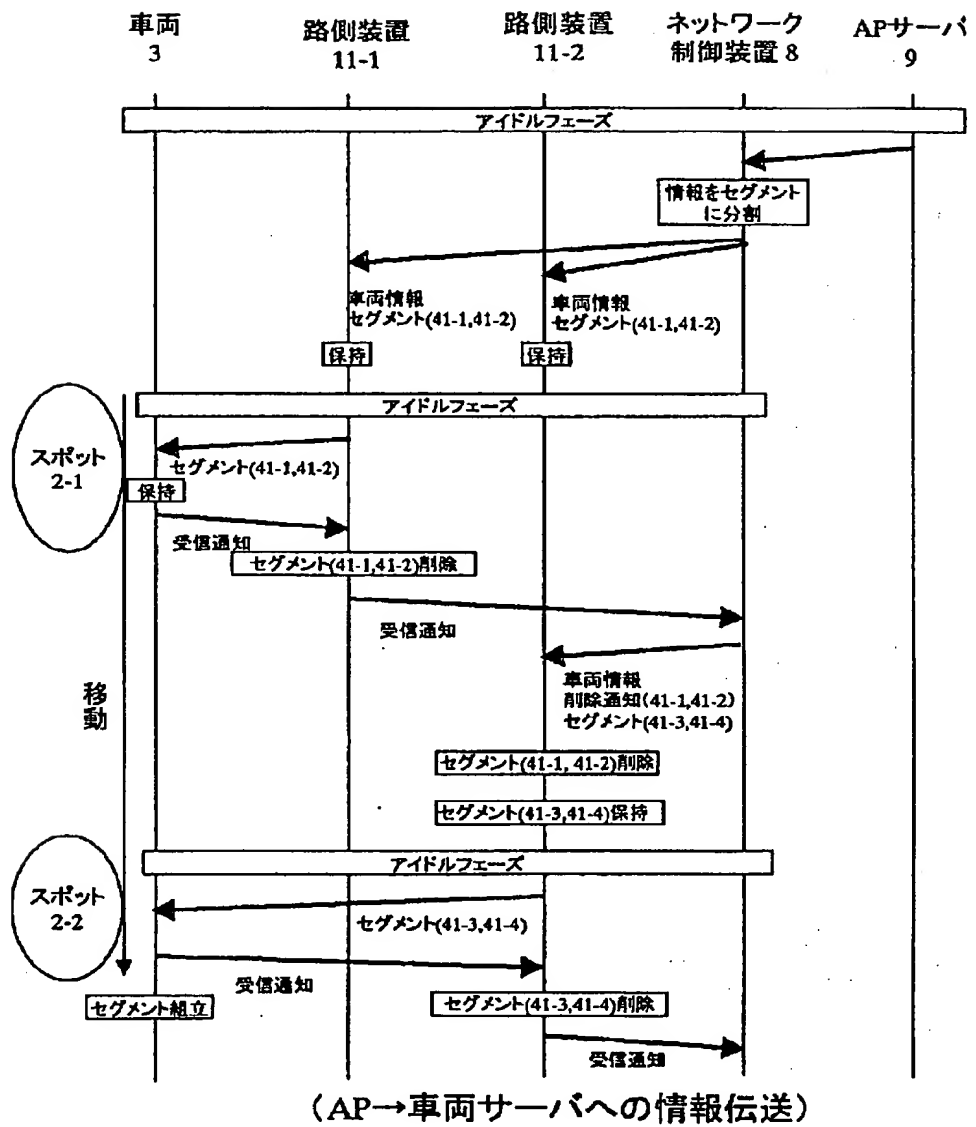 車両
3
路側装置
11-1
路側装置
11-2
ネットワーク
制御装置 8
APサーバ
9
アイドルフェーズ
情報をセグメント
に分割
車両情報
セグメント(41-1,41-2)
車両情報
セグメント(41-1,41-2)
保持
保持
アイドルフェーズ
スポット
2-1
セグメント(41-1,41-2)
保持
受信通知
セグメント(41-1,41-2)削除
受信通知
車両情報
削除通知(41-1,41-2)
セグメント(41-3,41-4)
移動
セグメント(41-1, 41-2)削除
セグメント(41-3,41-4)保持
アイドルフェーズ
スポット
2-2
セグメント(41-3,41-4)
受信通知
セグメント組立
セグメント(41-3,41-4)削除
受信通知
（AP→車両サーバへの情報伝送）